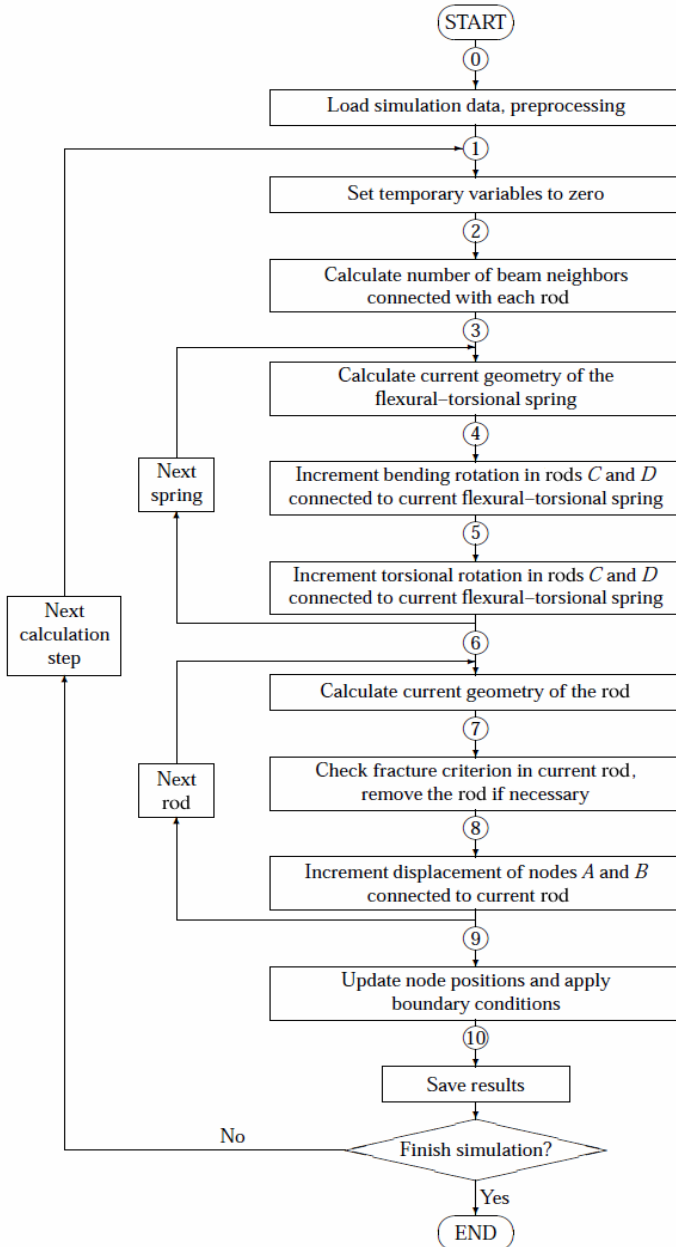 START
0
Load simulation data, preprocessing
1
Set temporary variables to zero
2
Calculate number of beam neighbors
connected with each rod
3
Calculate current geometry of the
flexural–torsional spring
4
Next
spring
Increment bending rotation in rods C and D
connected to current flexural–torsional spring
5
Increment torsional rotation in rods C and D
connected to current flexural–torsional spring
Next
calculation
step
6
Calculate current geometry of the rod
7
Next
rod
Check fracture criterion in current rod,
remove the rod if necessary
8
Increment displacement of nodes A and B
connected to current rod
9
Update node positions and apply
boundary conditions
10
Save results
No
Finish simulation?
Yes
END